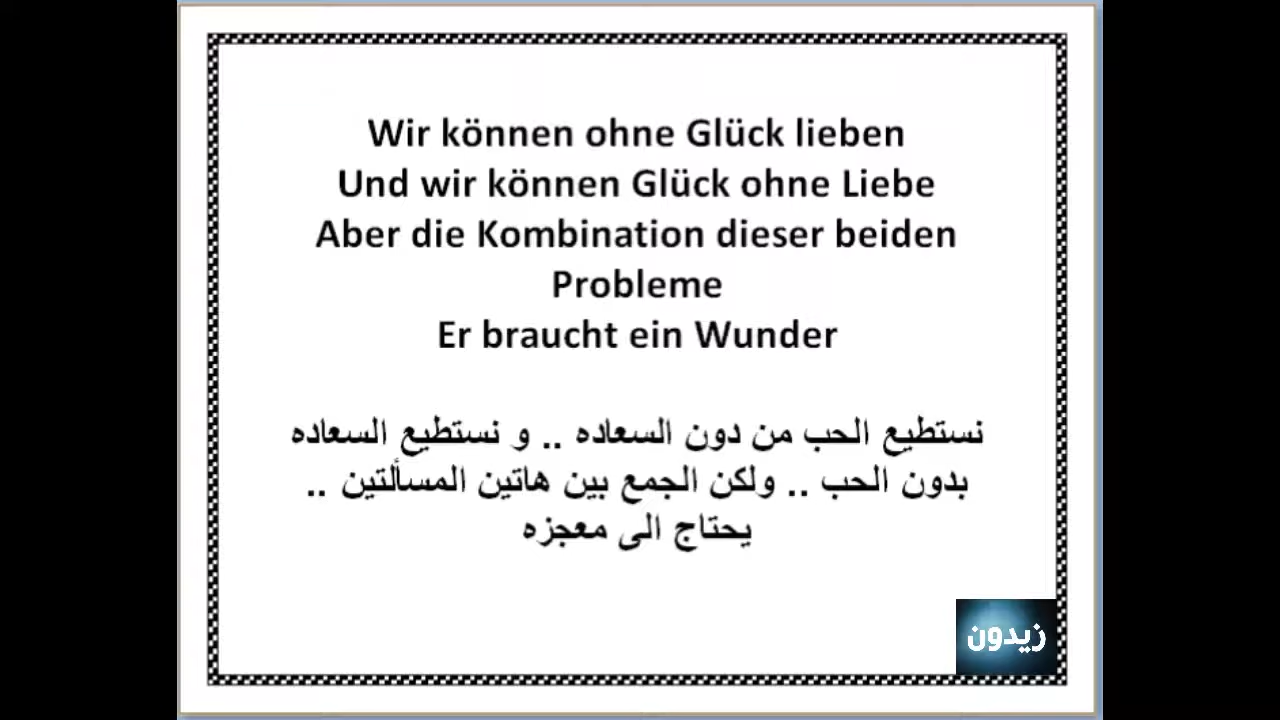 Wir können ohne Glück lieben
Und wir können Glück ohne Liebe
Aber die Kombination dieser beiden
Probleme
Er braucht ein Wunder
نستطيع الحب من دون السعاده .. و نستطيع السعاده
بدون الحب .. ولكن الجمع بين هاتين المسألتين ..
يحتاج الى معجزه
زيدون